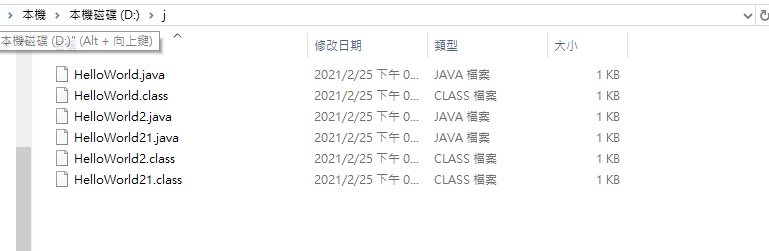 本機 本機磁碟 (D:) j
本機磁碟 (D:)" (Alt + 向上鍵)
修改日期 類型 大小
HelloWorld.java 2021/2/25 下午 0... JAVA 檔案 1 KB
HelloWorld.class 2021/2/25 下午 0... CLASS 檔案 1 KB
HelloWorld2.java 2021/2/25 下午 0... JAVA 檔案 1 KB
HelloWorld21.java 2021/2/25 下午 0... JAVA 檔案 1 KB
HelloWorld2.class 2021/2/25 下午 0... CLASS 檔案 1 KB
HelloWorld21.class 2021/2/25 下午 0... CLASS 檔案 1 KB